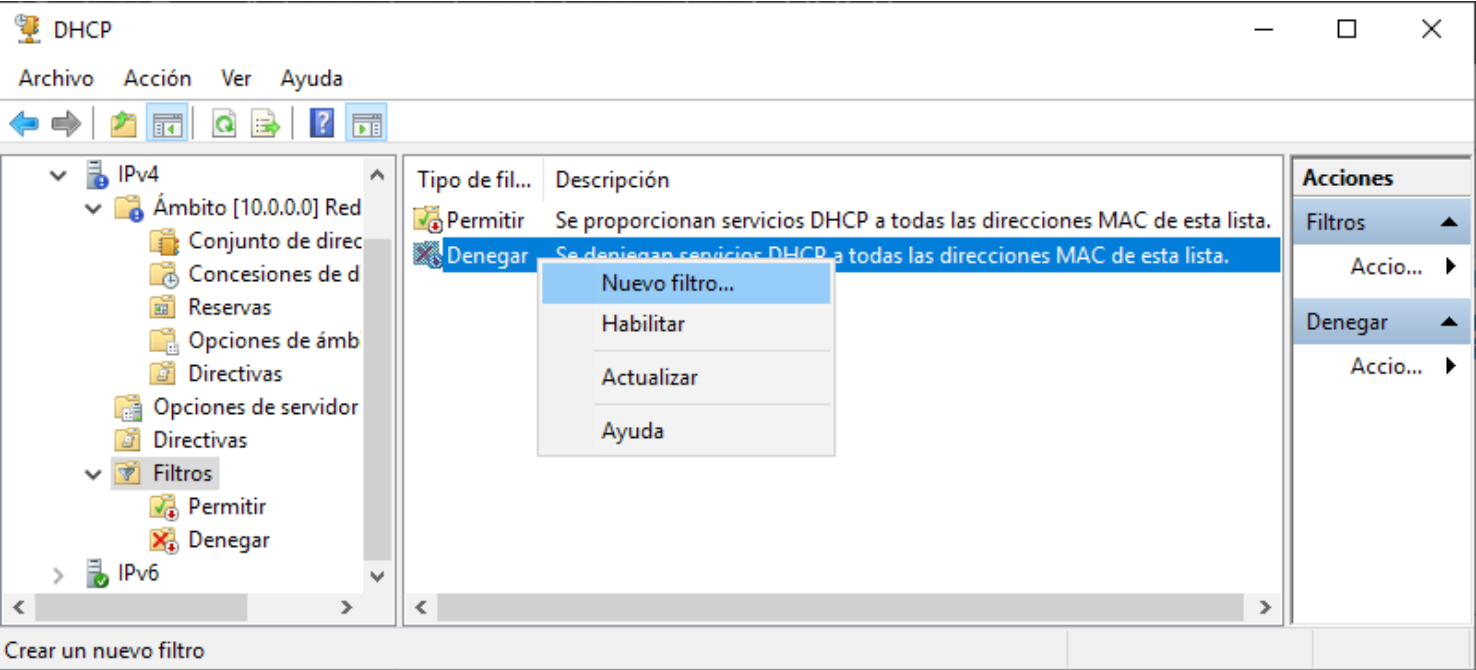 DHCP
Archivo Acción Ver Ayuda
IPv4
Ámbito [10.0.0.0] Red
Conjunto de direc
Concesiones de d
Reservas
Opciones de ámb
Directivas
Opciones de servidor
Directivas
Filtros
Permitir
Denegar
IPv6
Tipo de fil... Descripción
Permitir Se proporcionan servicios DHCP a todas las direcciones MAC de esta lista.
Denegar Se deniegan servicios DHCP a todas las direcciones MAC de esta lista.
Nuevo filtro...
Habilitar
Actualizar
Ayuda
Acciones
Filtros
Accio...
Denegar
Accio...
Crear un nuevo filtro